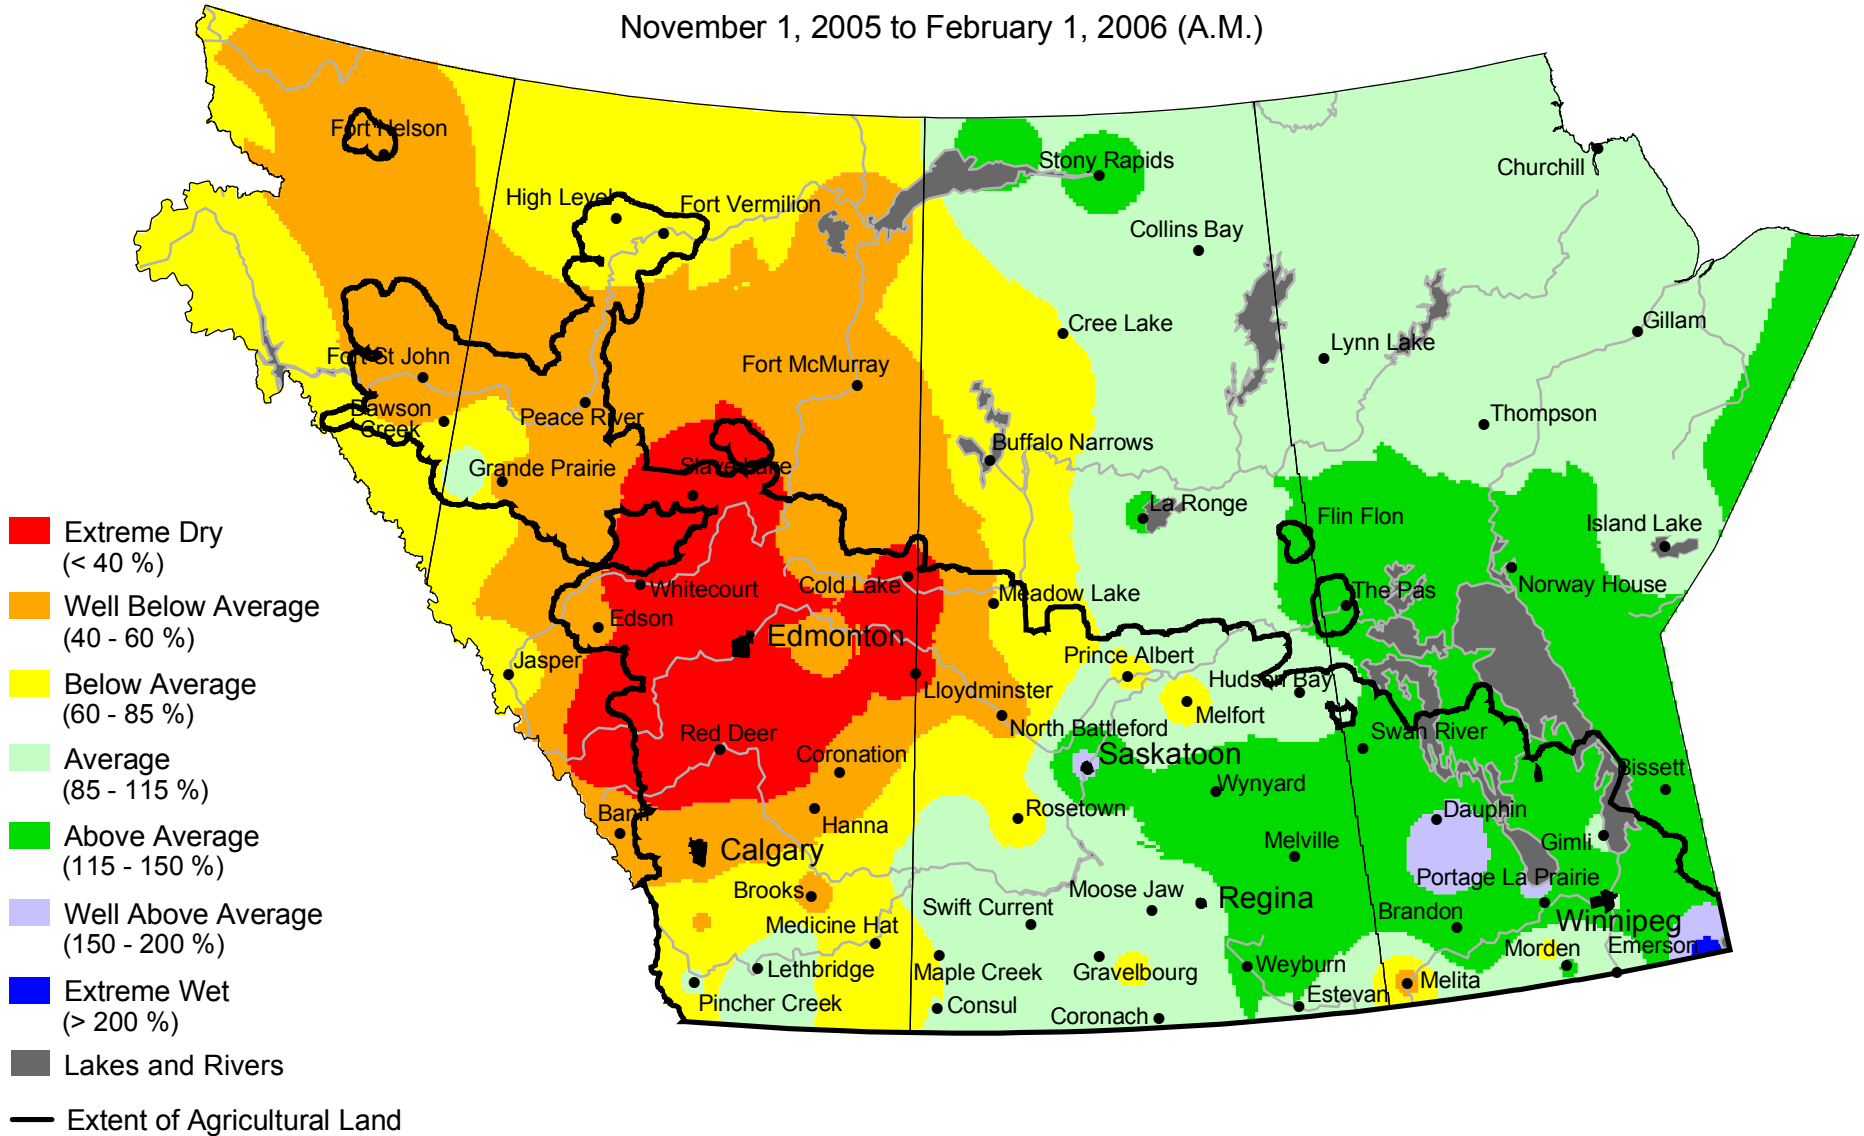 November 1, 2005 to February 1, 2006 (A.M.)
Fort Nelson
Stony Rapids
Churchill
High Level
Fort Vermilion
Collins Bay
Cree Lake
Gillam
Fort St John
Lynn Lake
Fort McMurray
Dawson
Creek
Peace River
Thompson
Buffalo Narrows
Grande Prairie
Slave Lake
La Ronge
Flin Flon
Island Lake
Whitecourt
Cold Lake
Meadow Lake
The Pas
Norway House
Edson
Edmonton
Jasper
Prince Albert
Hudson Bay
Lloydminster
Melfort
North Battleford
Red Deer
Swan River
Coronation
Saskatoon
Bissett
Wynyard
Banff
Hanna
Rosetown
Dauphin
Gimli
Calgary
Melville
Portage La Prairie
Brooks
Moose Jaw
Regina
Swift Current
Brandon
Winnipeg
Medicine Hat
Morden
Emerson
Lethbridge
Maple Creek
Gravelbourg
Weyburn
Melita
Pincher Creek
Consul
Coronach
Estevan
Extreme Dry
(< 40 %)
Well Below Average
(40 - 60 %)
Below Average
(60 - 85 %)
Average
(85 - 115 %)
Above Average
(115 - 150 %)
Well Above Average
(150 - 200 %)
Extreme Wet
(> 200 %)
Lakes and Rivers
Extent of Agricultural Land